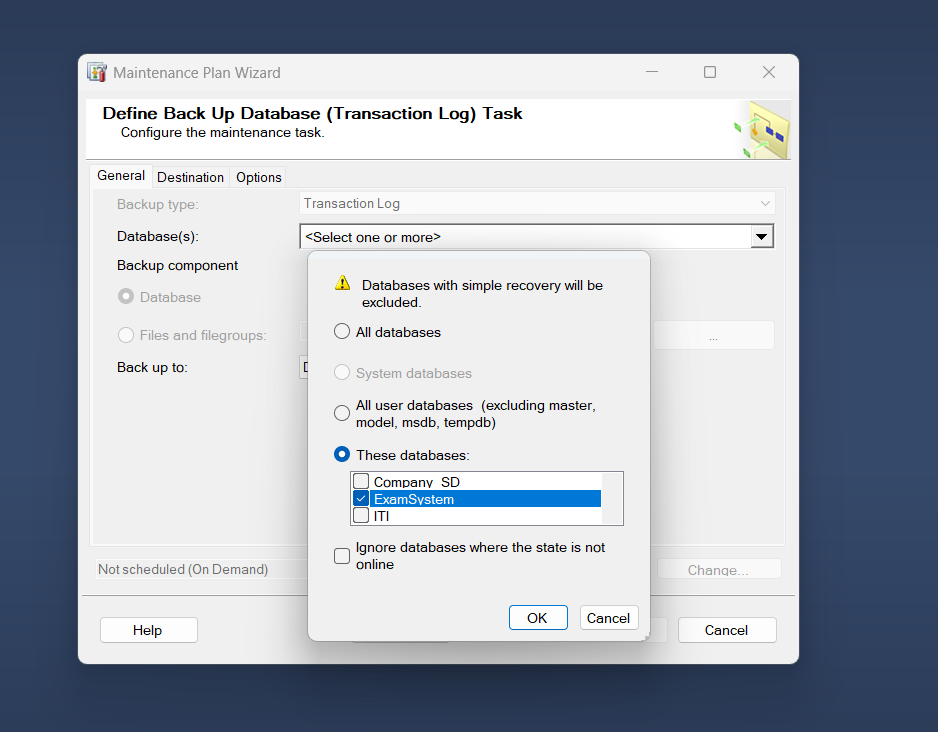 Maintenance Plan Wizard
Define Back Up Database (Transaction Log) Task
Configure the maintenance task.
General Destination Options
Backup type: Transaction Log
Database(s): <Select one or more>
Backup component
Database
Files and filegroups:
...
Back up to:
Databases with simple recovery will be
excluded.
All databases
System databases
All user databases (excluding master,
model, msdb, tempdb)
These databases:
Company_SD
ExamSystem
ITI
Ignore databases where the state is not
online
OK Cancel
Not scheduled (On Demand)
Change...
Help
Cancel